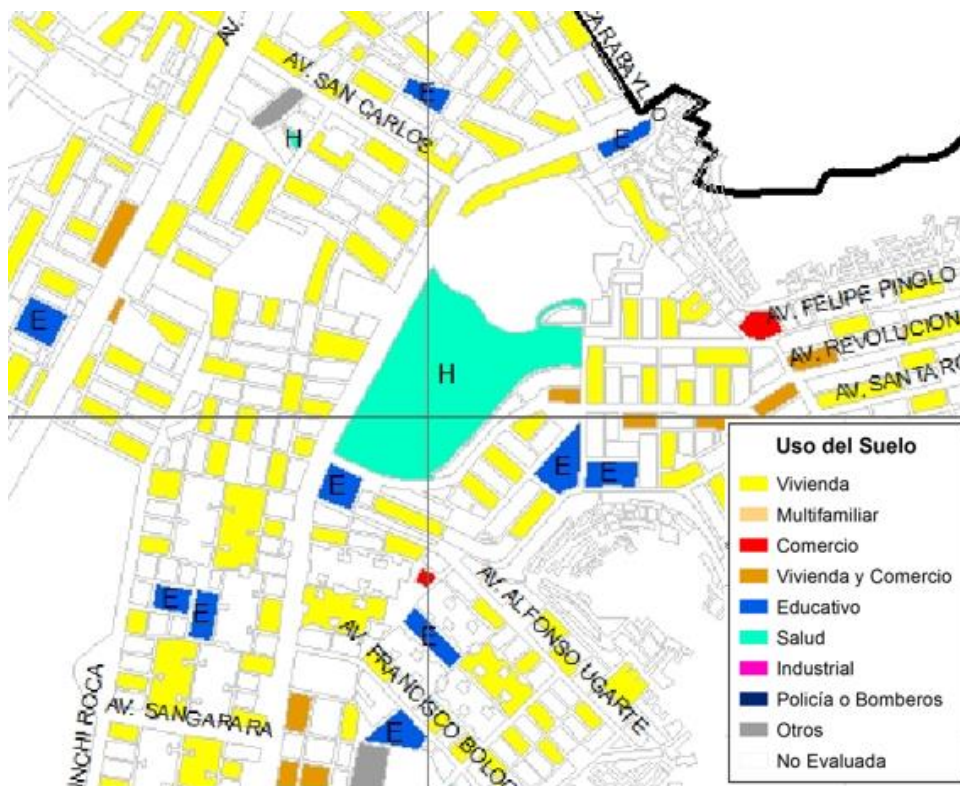 AV.
AV. SAN CARLOS
E
CARABAYLLO
E
H
E
AV. FELIPE PINGLO
AV. REVOLUCION
AV. SANTA RO
H
E
E
E
E
E
AV. ALFONSO UGARTE
E
AV. FRANCISCO BOLOG
AV. SANGARARA
E
INCHI ROCA
Uso del Suelo
Vivienda
Multifamiliar
Comercio
Vivienda y Comercio
Educativo
Salud
Industrial
Policía o Bomberos
Otros
No Evaluada